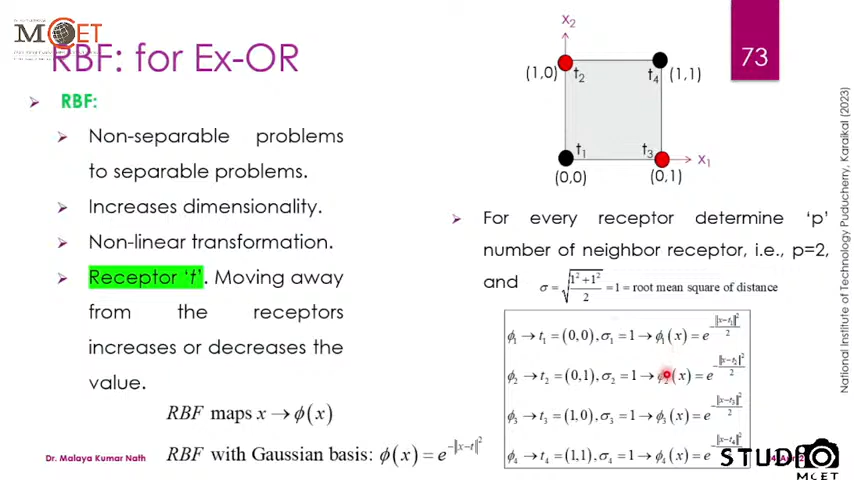 MCET
RBF: for Ex-OR
73
RBF:
Non-separable problems
to separable problems.
Increases dimensionality.
Non-linear transformation.
Receptor ‘t’. Moving away
from the receptors
increases or decreases the
value.
RBF maps x → ϕ(x)
RBF with Gaussian basis: ϕ(x) = e^{-||x-t||^2}
Dr. Malaya Kumar Nath
x₂
(1,0) t₂ t₄ (1,1)
t₁ t₃ x₁
(0,0) (0,1)
For every receptor determine ‘p’
number of neighbor receptor, i.e., p=2,
and σ = √((1²+1²)/2) = 1 = root mean square of distance
ϕ₁ → t₁ = (0,0), σ₁ = 1 → ϕ₁(x) = e^{-||x-t₁||²/2}
ϕ₂ → t₂ = (0,1), σ₂ = 1 → ϕ₂(x) = e^{-||x-t₂||²/2}
ϕ₃ → t₃ = (1,0), σ₃ = 1 → ϕ₃(x) = e^{-||x-t₃||²/2}
ϕ₄ → t₄ = (1,1), σ₄ = 1 → ϕ₄(x) = e^{-||x-t₄||²/2}
National Institute of Technology Puducherry, Karaikal (2023)
STUDIO
MCET